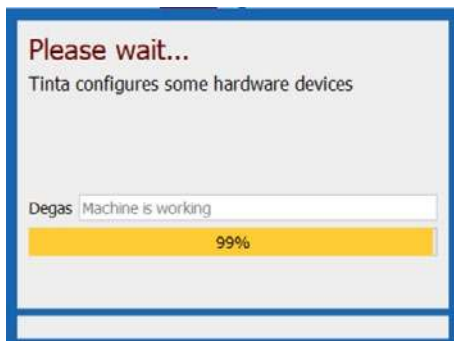 Please wait...
Tinta configures some hardware devices
Degas Machine is working
99%